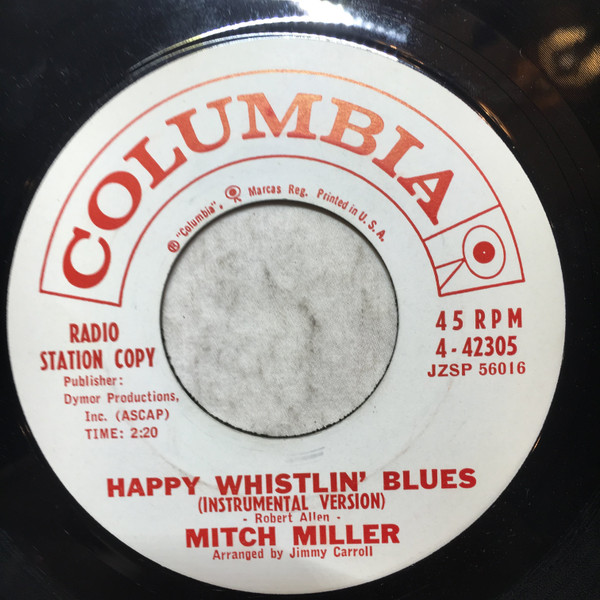 COLUMBIA
® "Columbia", Marcas Reg. Printed in U.S.A.
RADIO
STATION COPY
Publisher:
Dymor Productions,
Inc. (ASCAP)
TIME: 2:20
45 RPM
4-42305
JZSP 56016
HAPPY WHISTLIN' BLUES
(INSTRUMENTAL VERSION)
- Robert Allen -
MITCH MILLER
Arranged by Jimmy Carroll